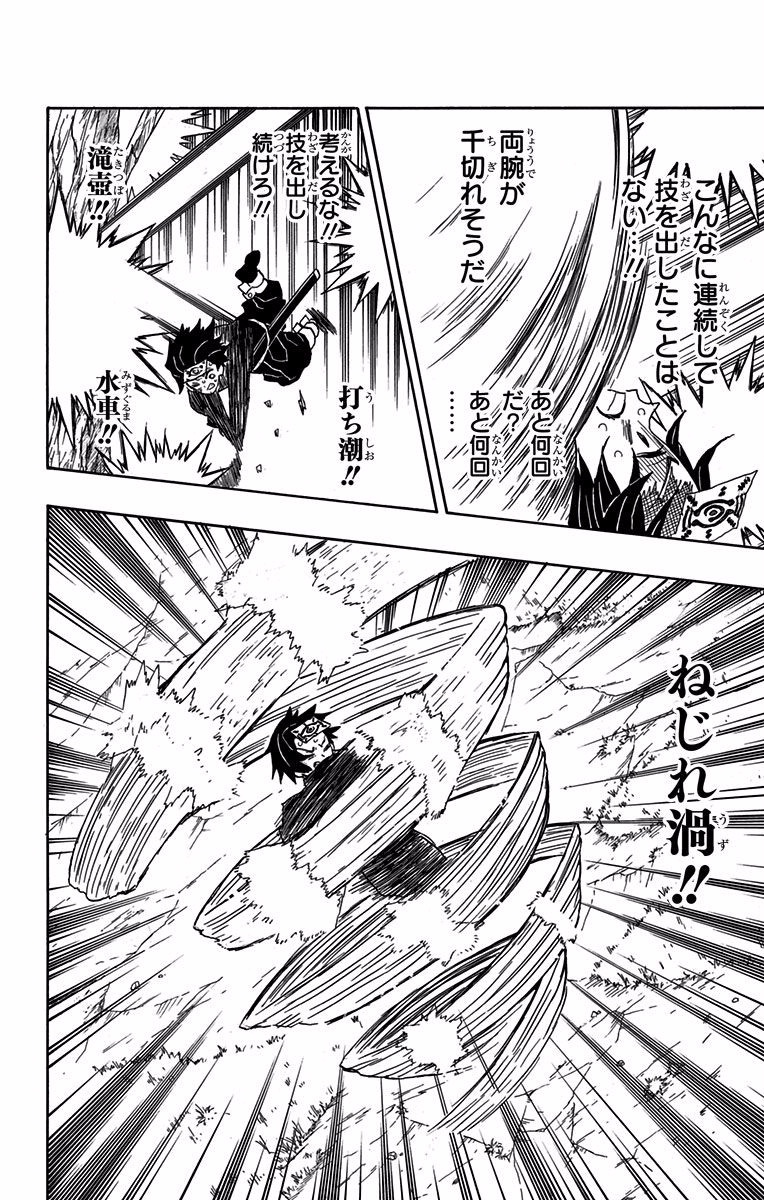 こんなに連続して
技を出したことは
ない…!!
両腕が
千切れそうだ
あと何回
だ?
あと何回
……
考えるな!!
技を出し
続けろ!!
滝壺!!
打ち潮!!
水車!!
ねじれ渦!!